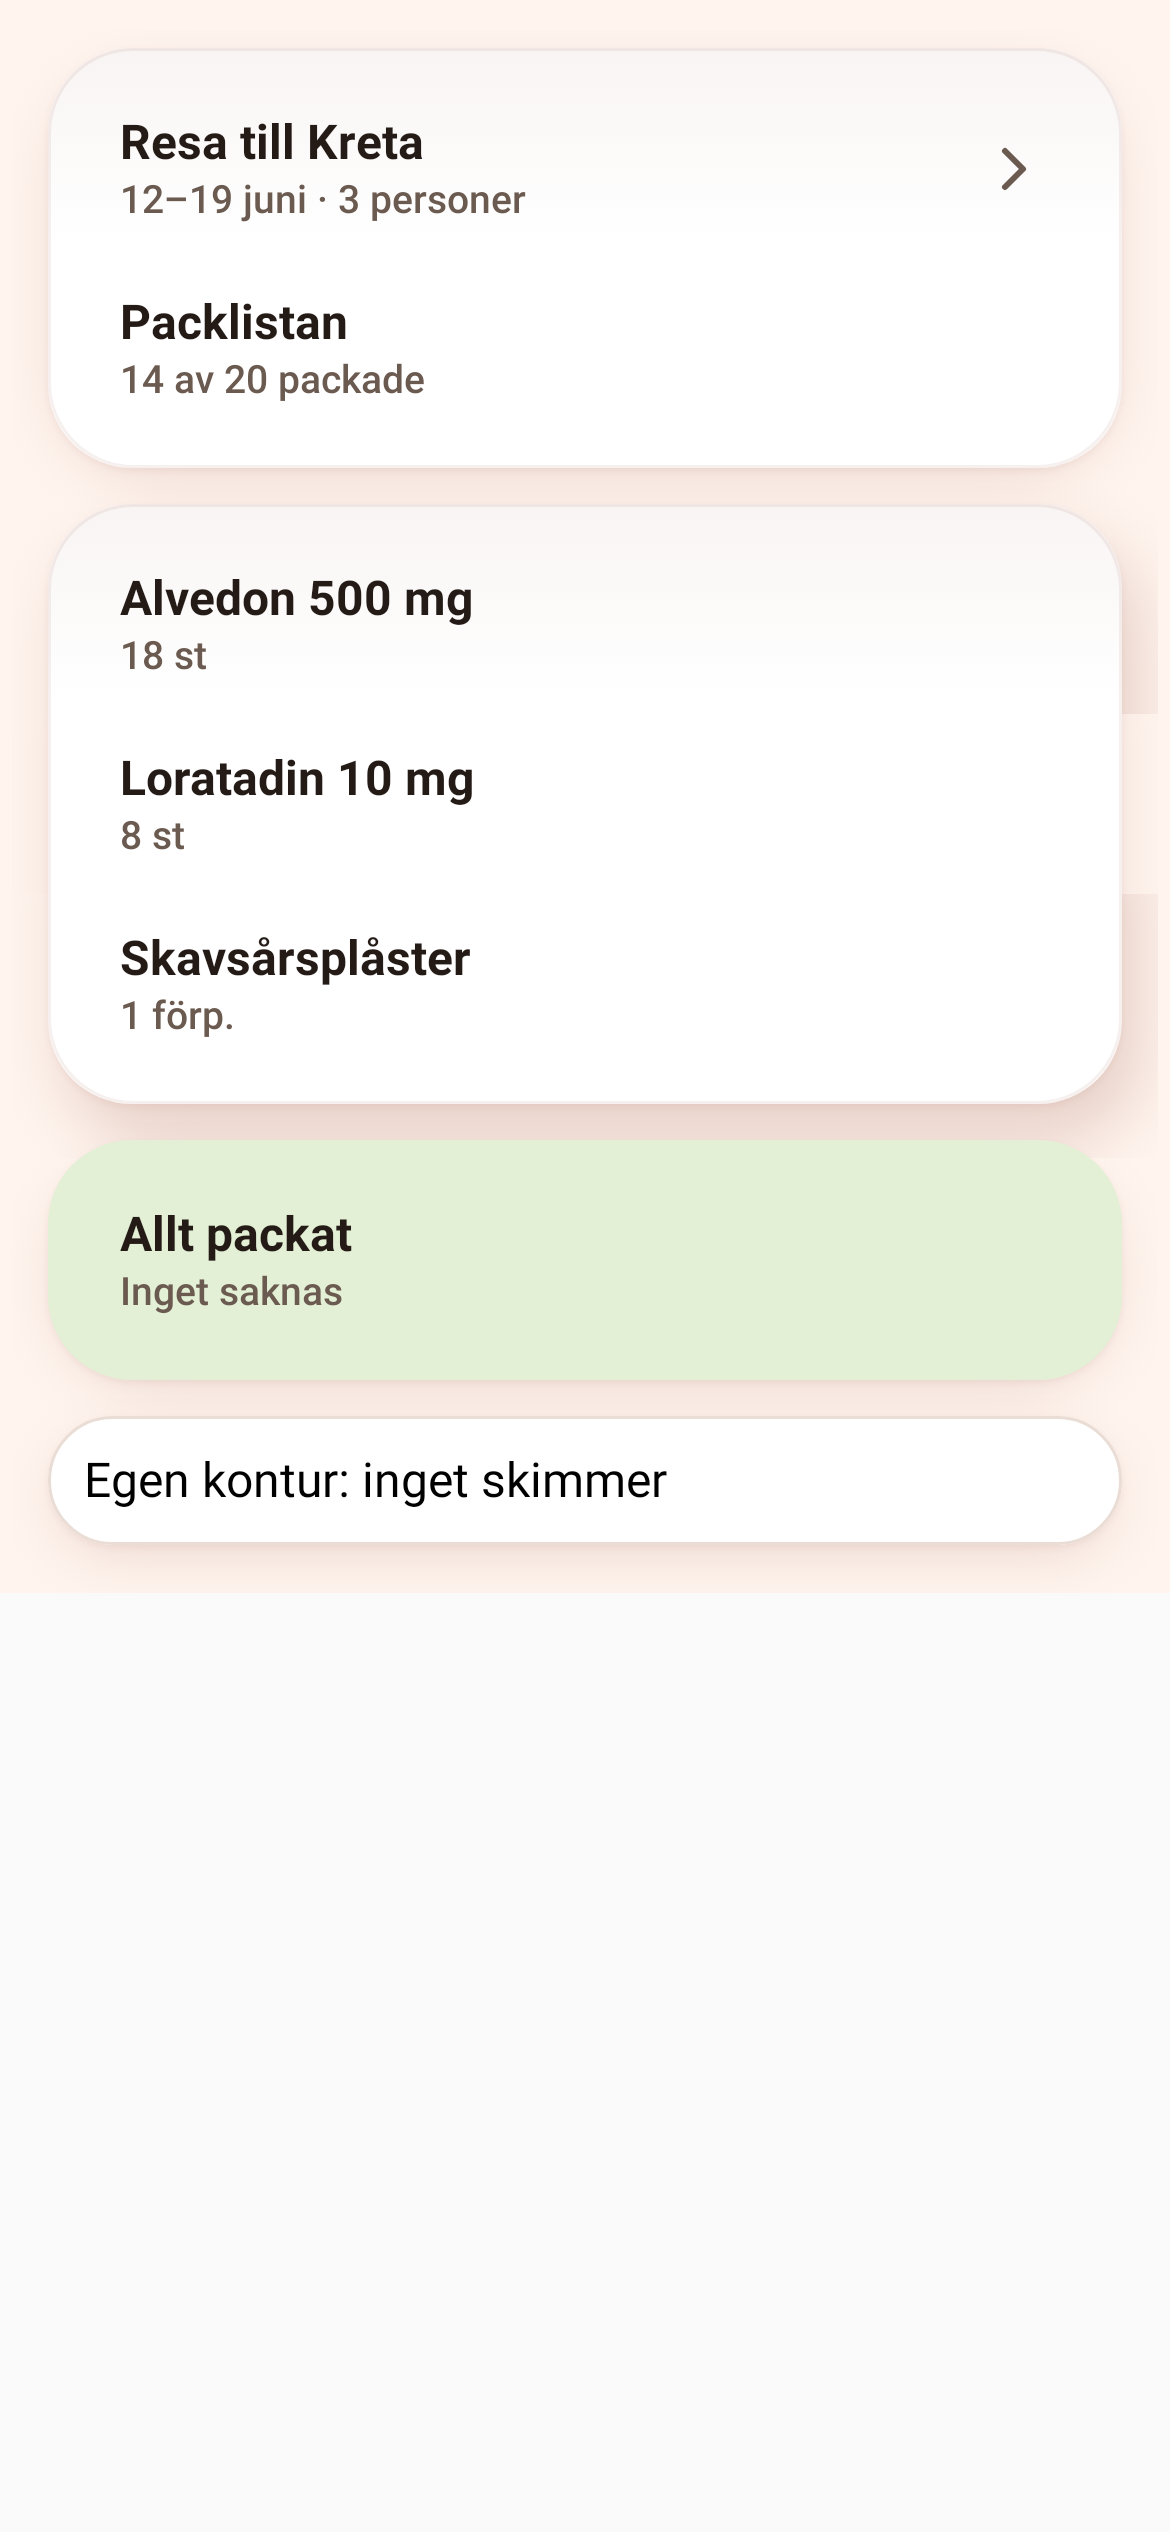 Resa till Kreta
12–19 juni · 3 personer
Packlistan
14 av 20 packade
Alvedon 500 mg
18 st
Loratadin 10 mg
8 st
Skavsårsplåster
1 förp.
Allt packat
Inget saknas
Egen kontur: inget skimmer